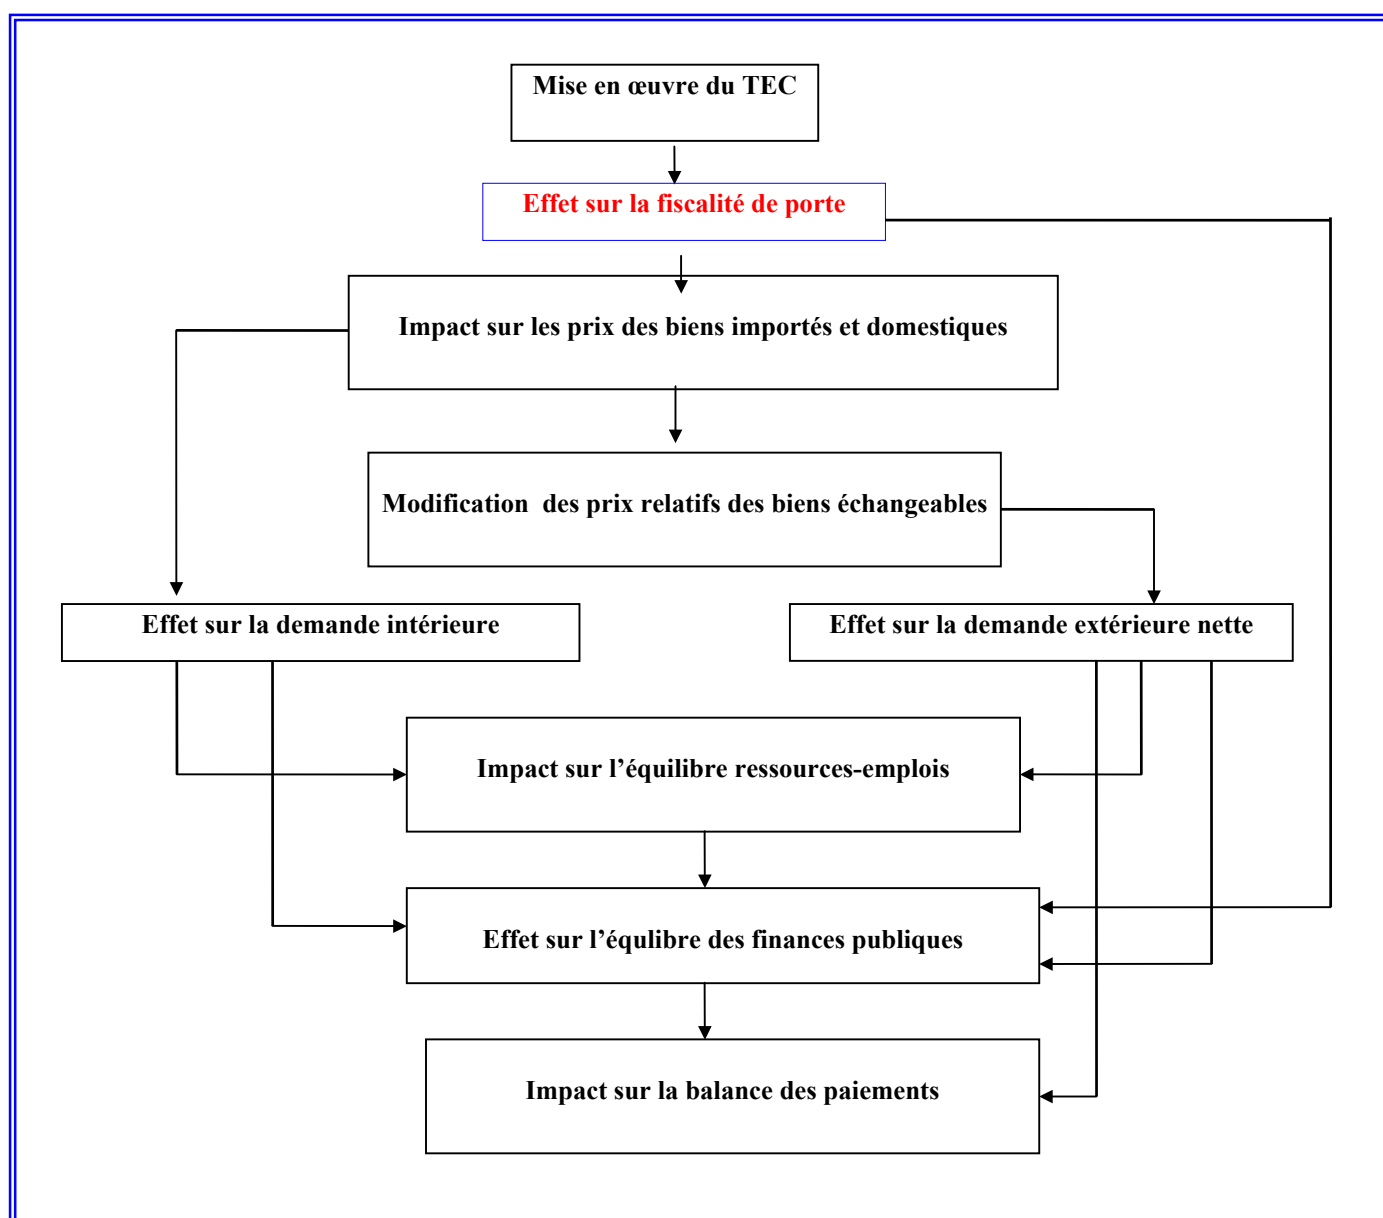 Mise en œuvre du TEC
Effet sur la fiscalité de porte
Impact sur les prix des biens importés et domestiques
Modification des prix relatifs des biens échangeables
Effet sur la demande intérieure
Effet sur la demande extérieure nette
Impact sur l’équilibre ressources-emplois
Effet sur l’équlibre des finances publiques
Impact sur la balance des paiements